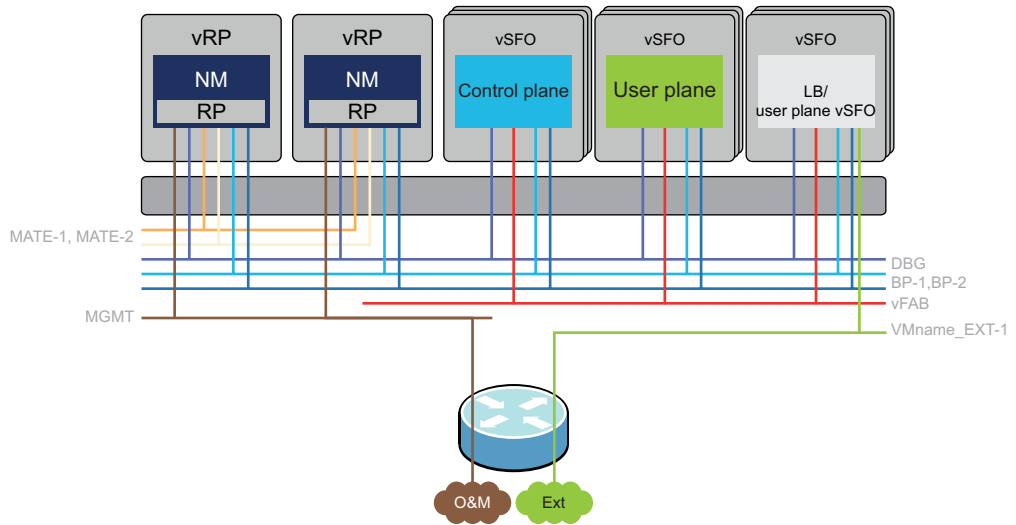 vRP
NM
RP
vRP
NM
RP
vSFO
Control plane
vSFO
User plane
vSFO
LB/
user plane vSFO
MATE-1, MATE-2
DBG
BP-1,BP-2
vFAB
MGMT
VMname_EXT-1
O&M
Ext